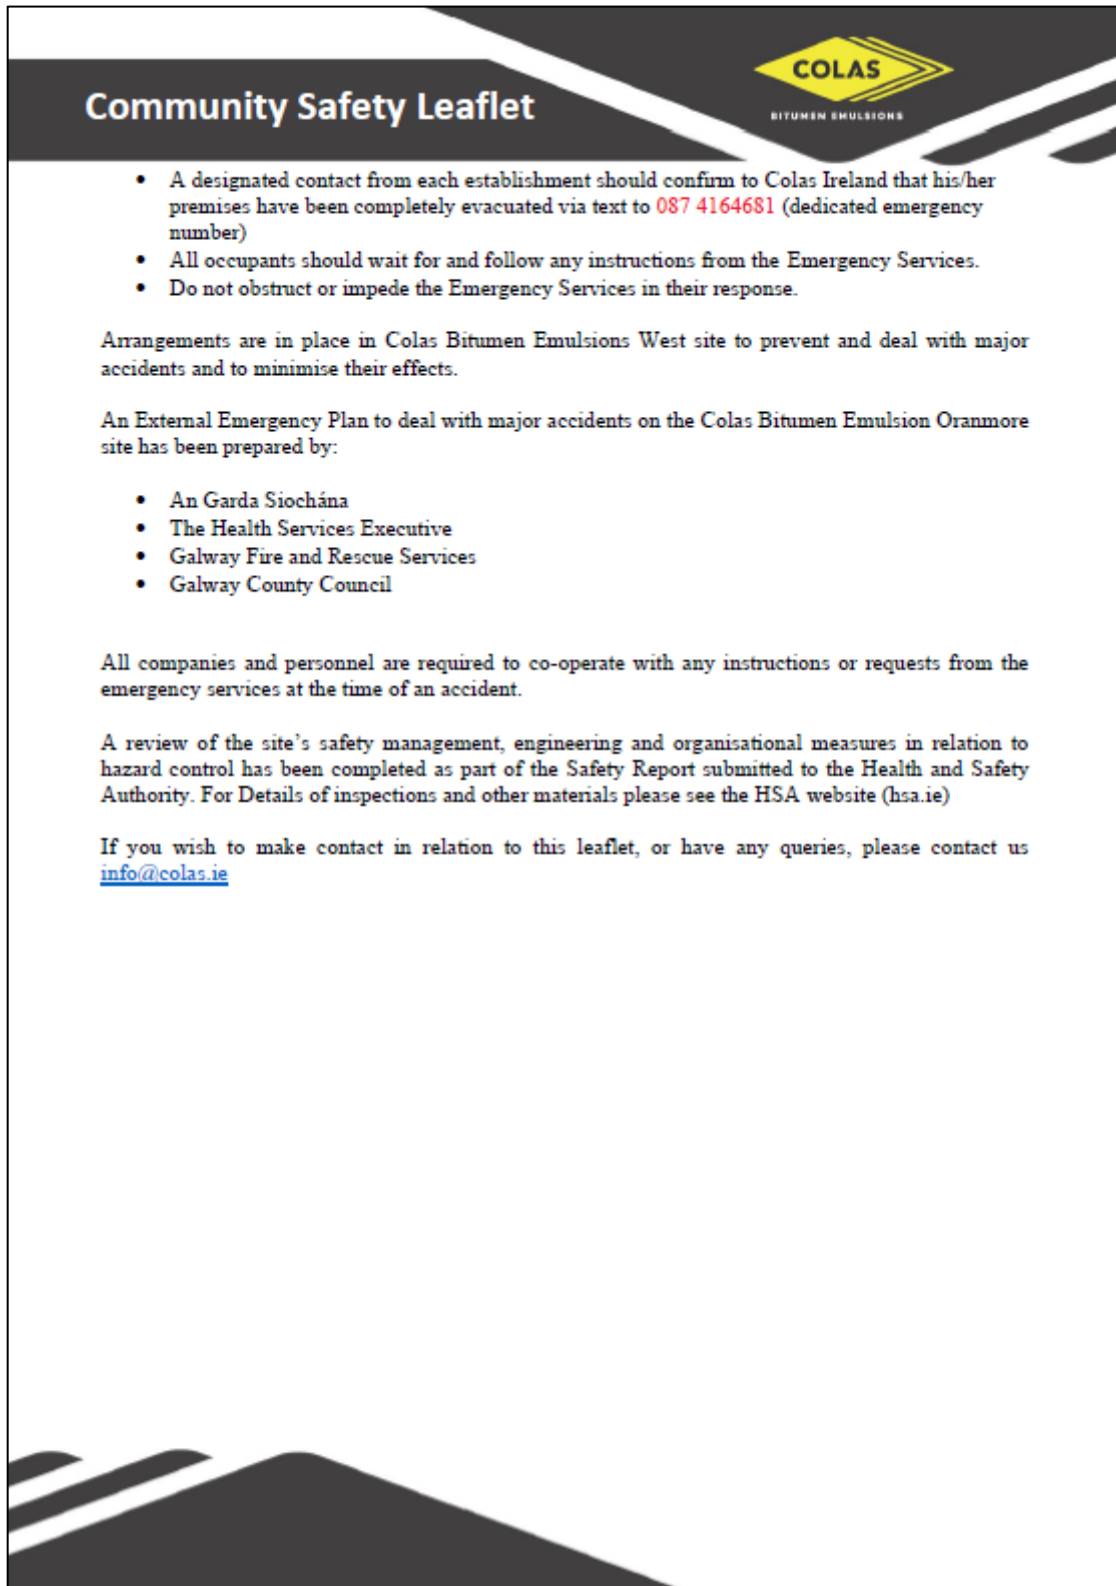 COLAS
BITUMEN EMULSIONS
Community Safety Leaflet
• A designated contact from each establishment should confirm to Colas Ireland that his/her
premises have been completely evacuated via text to 087 4164681 (dedicated emergency
number)
• All occupants should wait for and follow any instructions from the Emergency Services.
• Do not obstruct or impede the Emergency Services in their response.
Arrangements are in place in Colas Bitumen Emulsions West site to prevent and deal with major
accidents and to minimise their effects.
An External Emergency Plan to deal with major accidents on the Colas Bitumen Emulsion Oranmore
site has been prepared by:
• An Garda Siochána
• The Health Services Executive
• Galway Fire and Rescue Services
• Galway County Council
All companies and personnel are required to co-operate with any instructions or requests from the
emergency services at the time of an accident.
A review of the site's safety management, engineering and organisational measures in relation to
hazard control has been completed as part of the Safety Report submitted to the Health and Safety
Authority. For Details of inspections and other materials please see the HSA website (hsa.ie)
If you wish to make contact in relation to this leaflet, or have any queries, please contact us
info@colas.ie